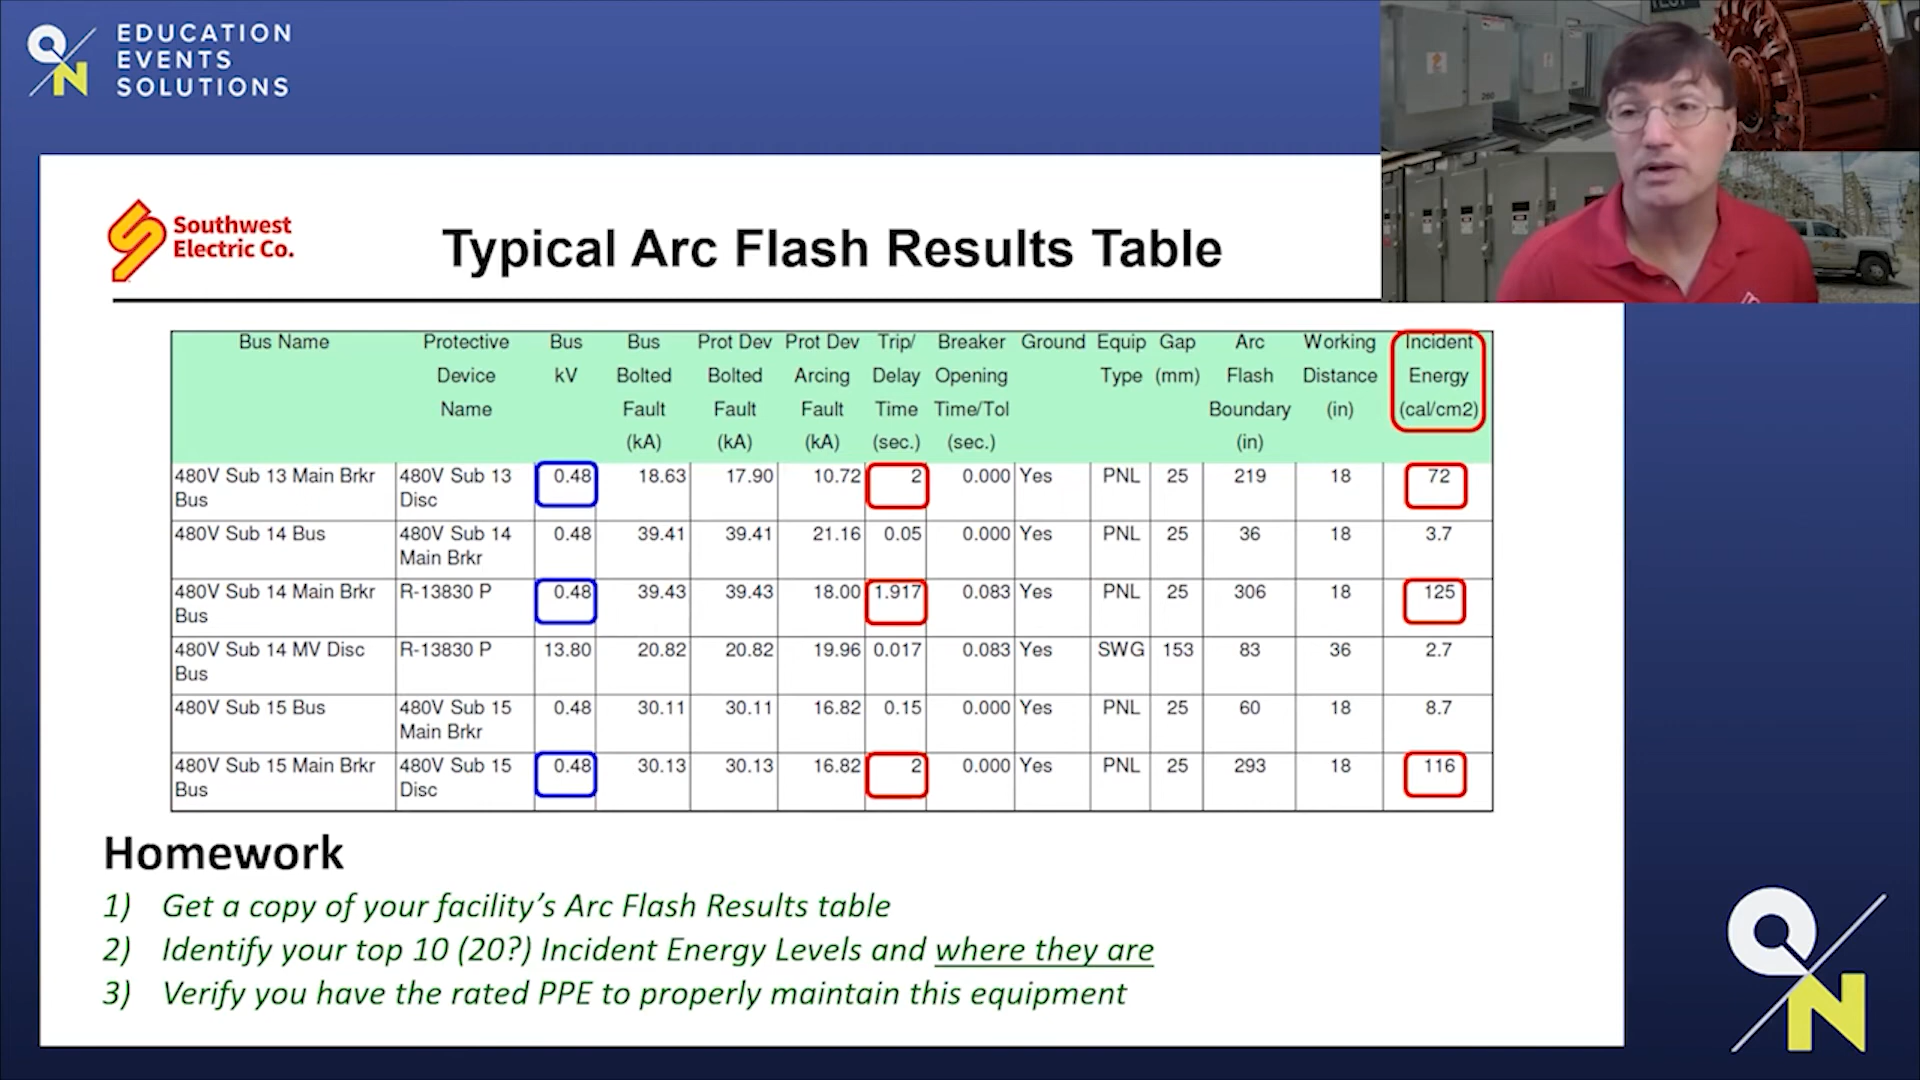 EDUCATION
EVENTS
SOLUTIONS
Southwest
Electric Co.
Typical Arc Flash Results Table
Bus Name Protective Device Name Bus kV Bus Bolted Fault (kA) Prot Dev Bolted Fault (kA) Prot Dev Arcing Fault (kA) Trip/ Delay Time (sec.) Breaker Opening Time/Tol (sec.) Ground Equip Type Gap (mm) Arc Flash Boundary (in) Working Distance (in) Incident Energy (cal/cm2)
480V Sub 13 Main Brkr Bus 480V Sub 13 Disc 0.48 18.63 17.90 10.72 2 0.000 Yes PNL 25 219 18 72
480V Sub 14 Bus 480V Sub 14 Main Brkr 0.48 39.41 39.41 21.16 0.05 0.000 Yes PNL 25 36 18 3.7
480V Sub 14 Main Brkr Bus R-13830 P 0.48 39.43 39.43 18.00 1.917 0.083 Yes PNL 25 306 18 125
480V Sub 14 MV Disc Bus R-13830 P 13.80 20.82 20.82 19.96 0.017 0.083 Yes SWG 153 83 36 2.7
480V Sub 15 Bus 480V Sub 15 Main Brkr 0.48 30.11 30.11 16.82 0.15 0.000 Yes PNL 25 60 18 8.7
480V Sub 15 Main Brkr Bus 480V Sub 15 Disc 0.48 30.13 30.13 16.82 2 0.000 Yes PNL 25 293 18 116
Homework
1) Get a copy of your facility’s Arc Flash Results table
2) Identify your top 10 (20?) Incident Energy Levels and where they are
3) Verify you have the rated PPE to properly maintain this equipment